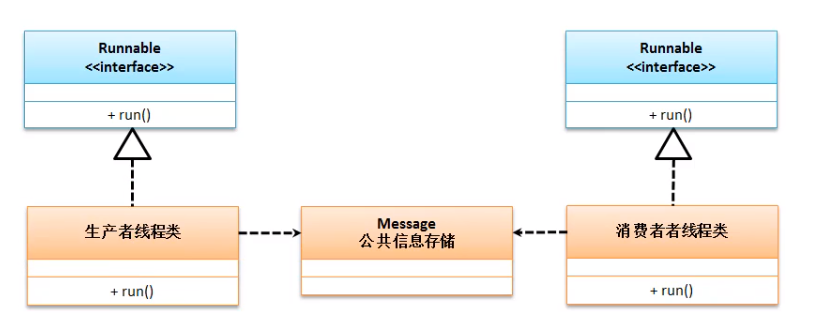 Runnable
<<interface>>
+ run()
Runnable
<<interface>>
+ run()
生产者线程类
+ run()
Message
公共信息存储
消费者者线程类
+ run()